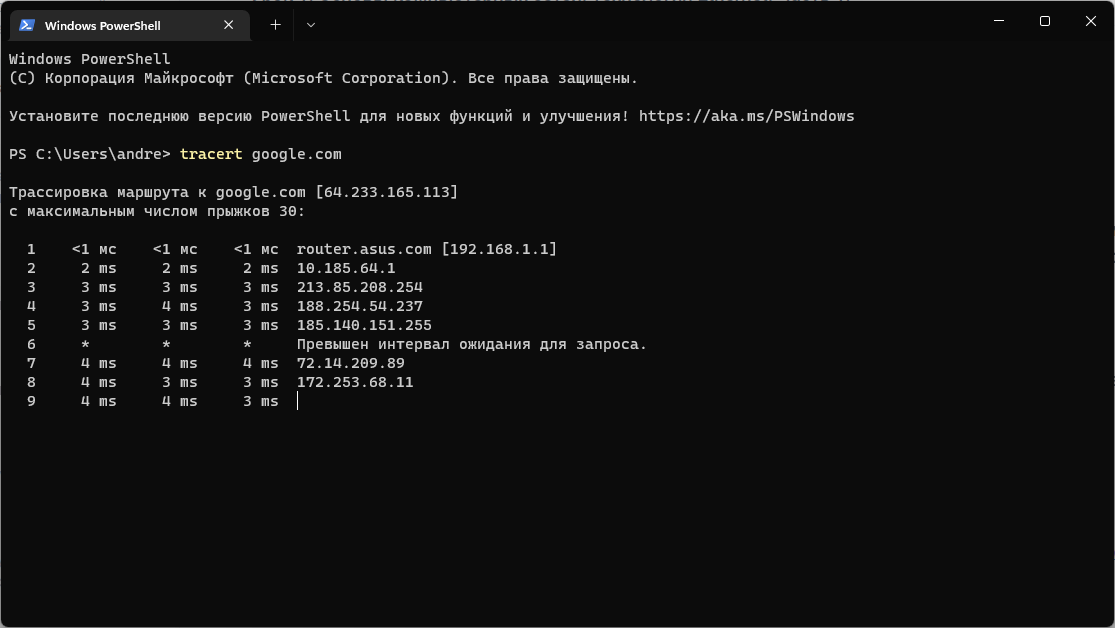 Windows PowerShell
Windows PowerShell
(C) Корпорация Майкрософт (Microsoft Corporation). Все права защищены.
Установите последнюю версию PowerShell для новых функций и улучшения! https://aka.ms/PSWindows
PS C:\Users\andre> tracert google.com
Трассировка маршрута к google.com [64.233.165.113]
с максимальным числом прыжков 30:
1 <1 мс <1 мс <1 мс router.asus.com [192.168.1.1]
2 2 ms 2 ms 2 ms 10.185.64.1
3 3 ms 3 ms 3 ms 213.85.208.254
4 3 ms 4 ms 3 ms 188.254.54.237
5 3 ms 3 ms 3 ms 185.140.151.255
6 * * * Превышен интервал ожидания для запроса.
7 4 ms 4 ms 4 ms 72.14.209.89
8 4 ms 3 ms 3 ms 172.253.68.11
9 4 ms 4 ms 3 ms